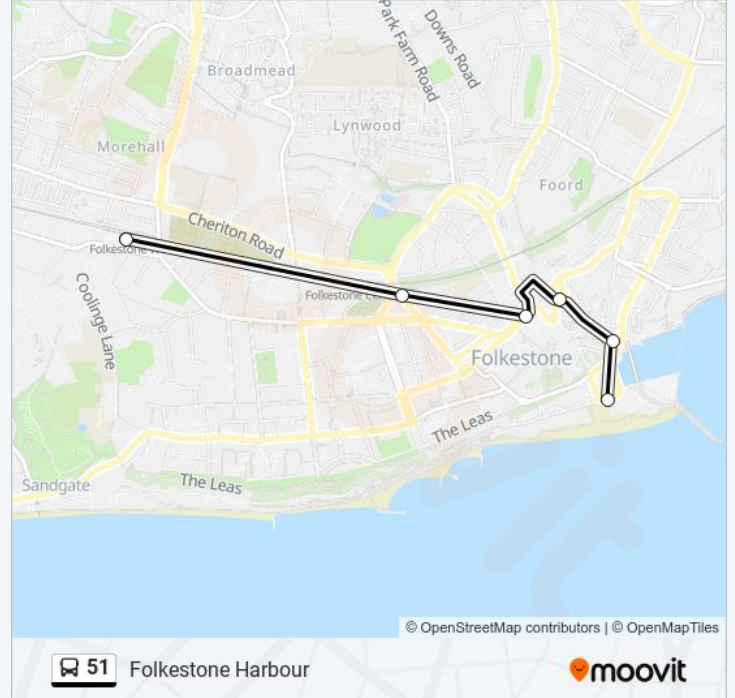 Downs Road
Park Farm Road
Broadmead
Lynwood
Morehall
Foord
Cheriton Road
Folkestone
Folkestone
Coolinge Lane
Folkestone
The Leas
The Leas
Sandgate
© OpenStreetMap contributors | © OpenMapTiles
51 Folkestone Harbour moovit